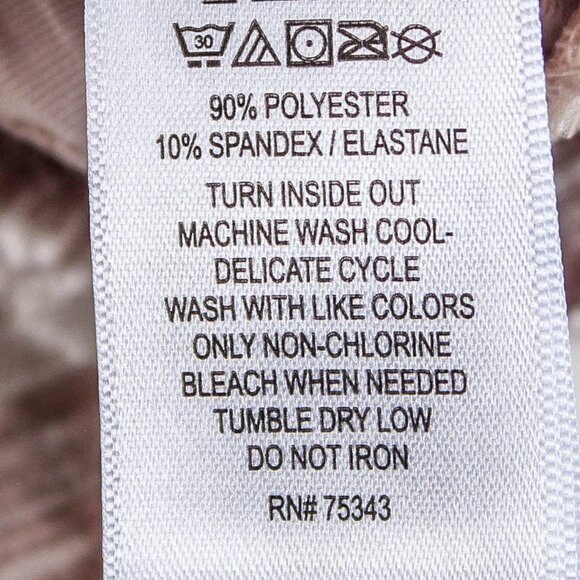 30
90% POLYESTER
10% SPANDEX / ELASTANE
TURN INSIDE OUT
MACHINE WASH COOL-
DELICATE CYCLE
WASH WITH LIKE COLORS
ONLY NON-CHLORINE
BLEACH WHEN NEEDED
TUMBLE DRY LOW
DO NOT IRON
RN# 75343